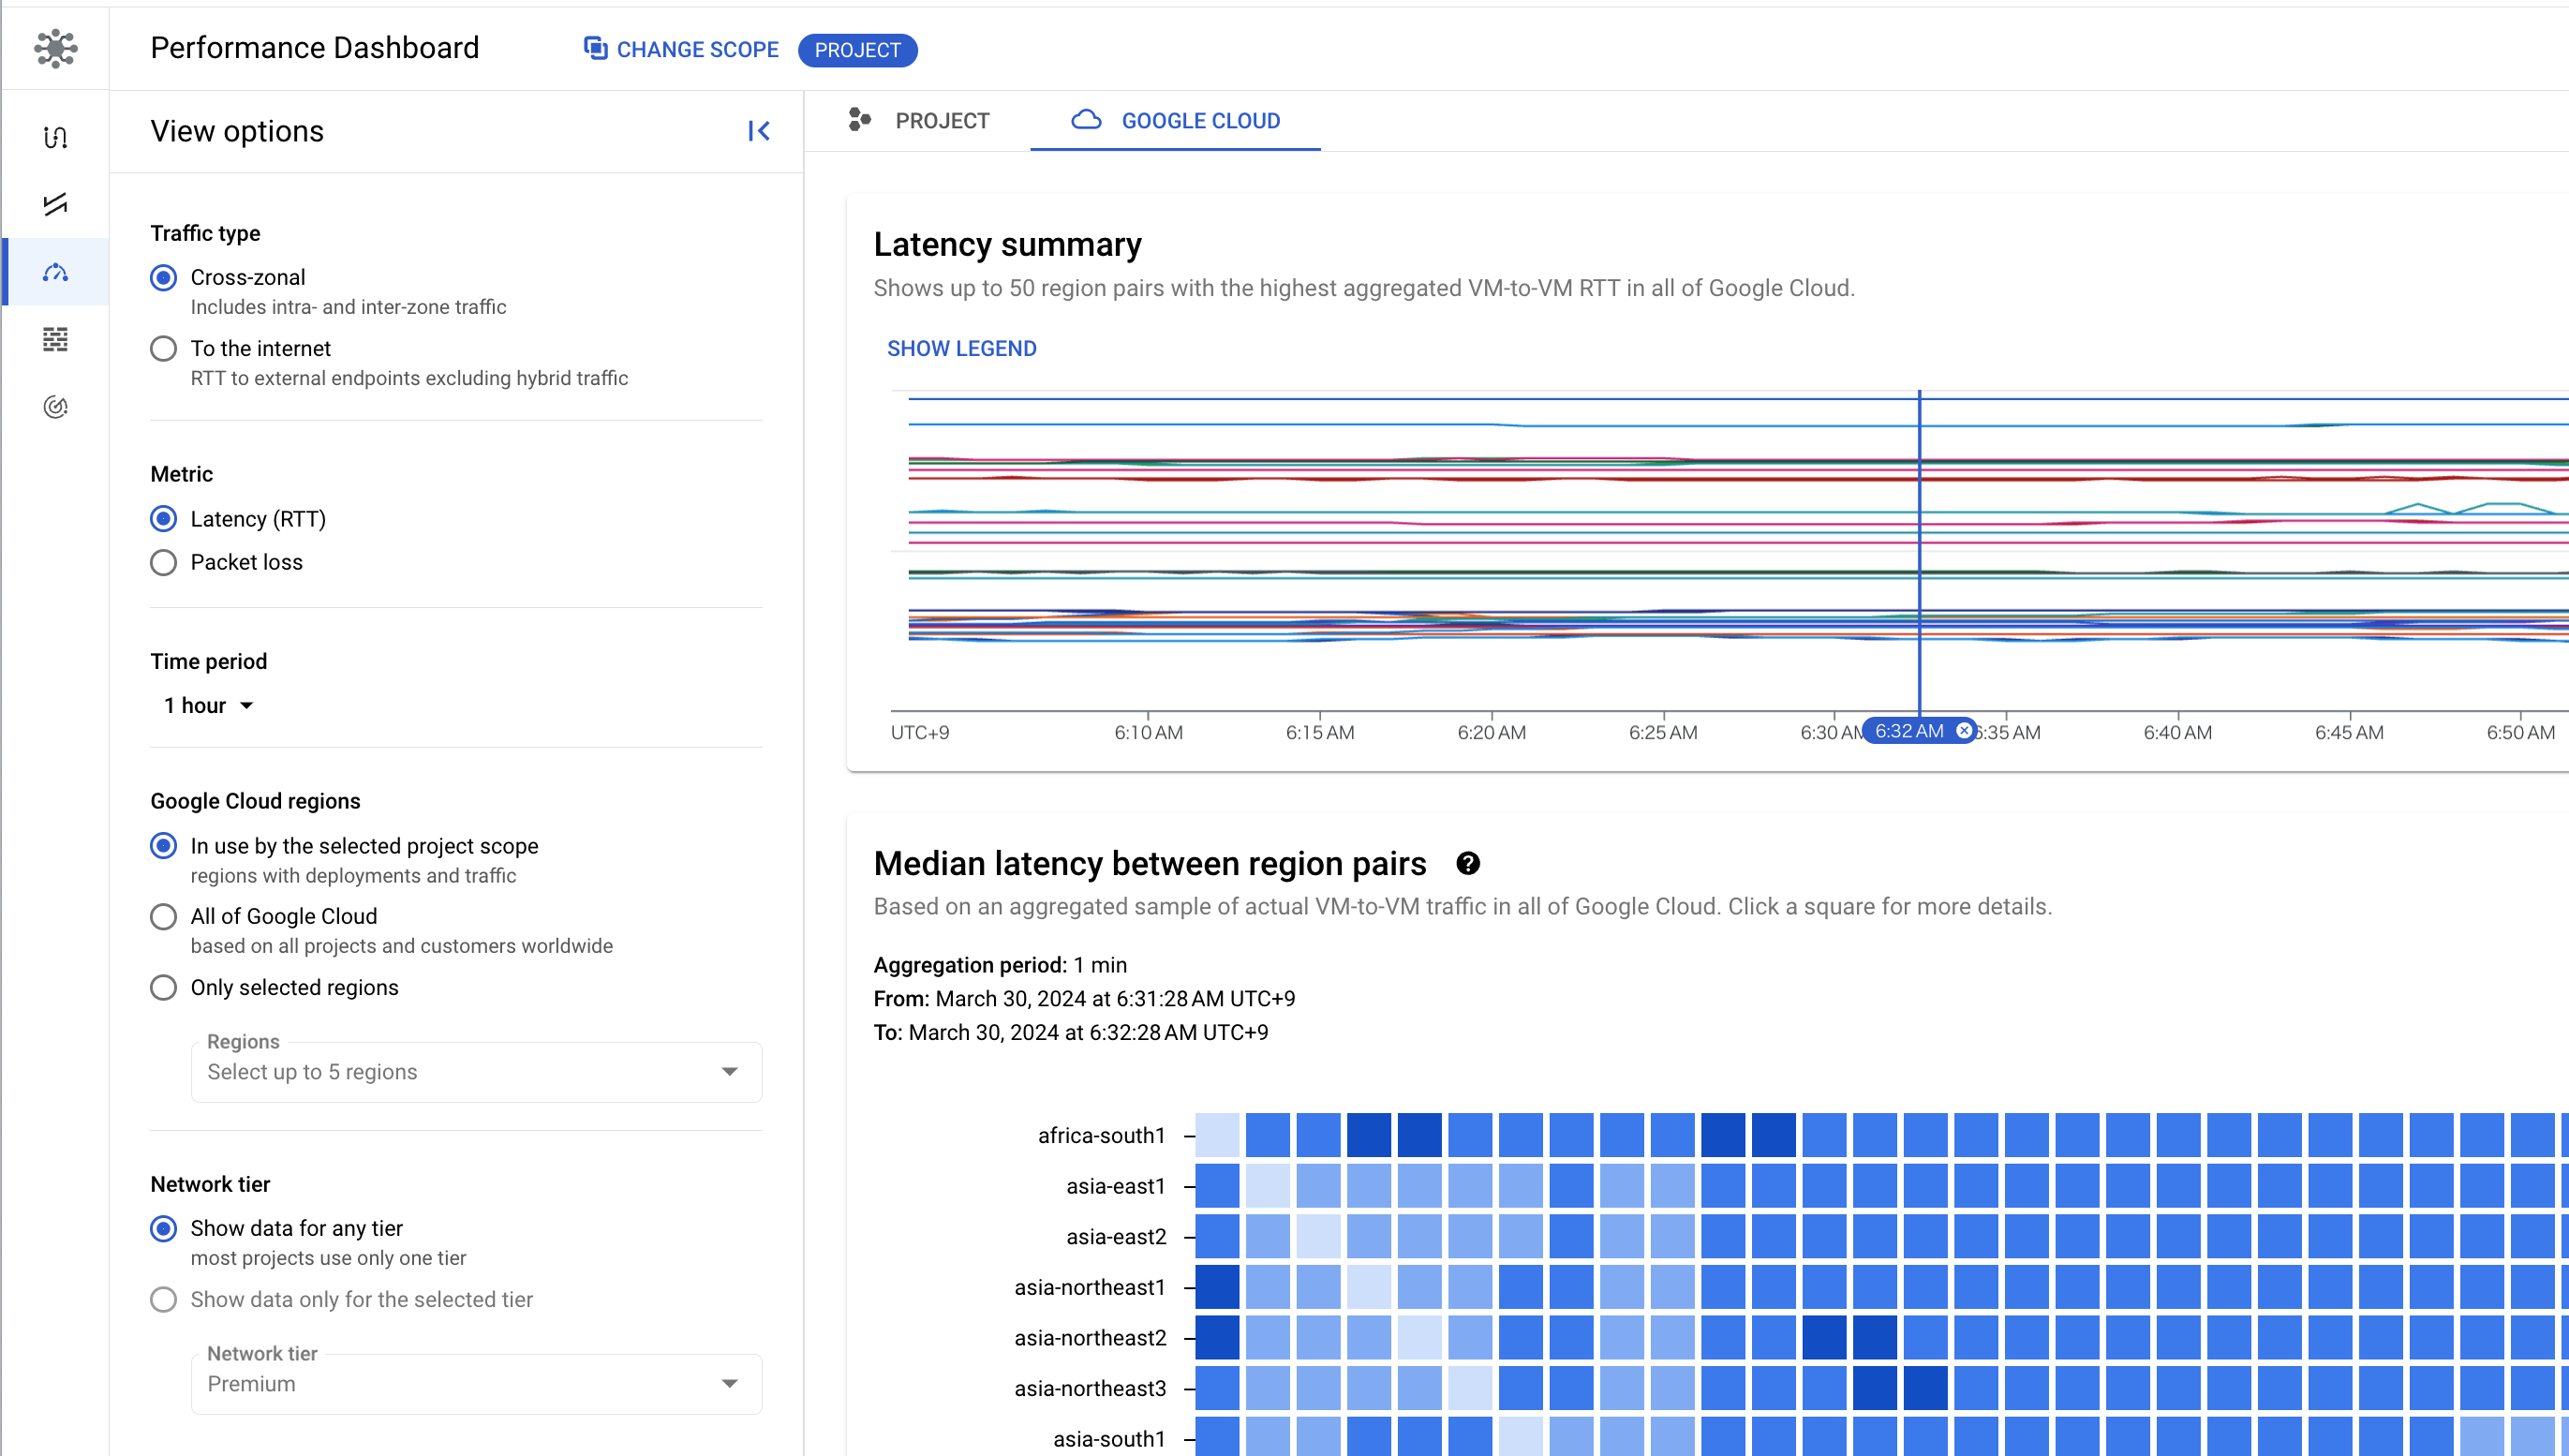 Performance Dashboard
CHANGE SCOPE
PROJECT
View options
Traffic type
Cross-zonal
Includes intra- and inter-zone traffic
To the internet
RTT to external endpoints excluding hybrid traffic
Metric
Latency (RTT)
Packet loss
Time period
1 hour
Google Cloud regions
In use by the selected project scope
regions with deployments and traffic
All of Google Cloud
based on all projects and customers worldwide
Only selected regions
Regions
Select up to 5 regions
Network tier
Show data for any tier
most projects use only one tier
Show data only for the selected tier
Network tier
Premium
PROJECT
GOOGLE CLOUD
Latency summary
Shows up to 50 region pairs with the highest aggregated VM-to-VM RTT in all of Google Cloud.
SHOW LEGEND
UTC+9 6:10 AM 6:15 AM 6:20 AM 6:25 AM 6:30 AM 6:32 AM 6:35 AM 6:40 AM 6:45 AM 6:50 AM
Median latency between region pairs
Based on an aggregated sample of actual VM-to-VM traffic in all of Google Cloud. Click a square for more details.
Aggregation period: 1 min
From: March 30, 2024 at 6:31:28 AM UTC+9
To: March 30, 2024 at 6:32:28 AM UTC+9
africa-south1
asia-east1
asia-east2
asia-northeast1
asia-northeast2
asia-northeast3
asia-south1